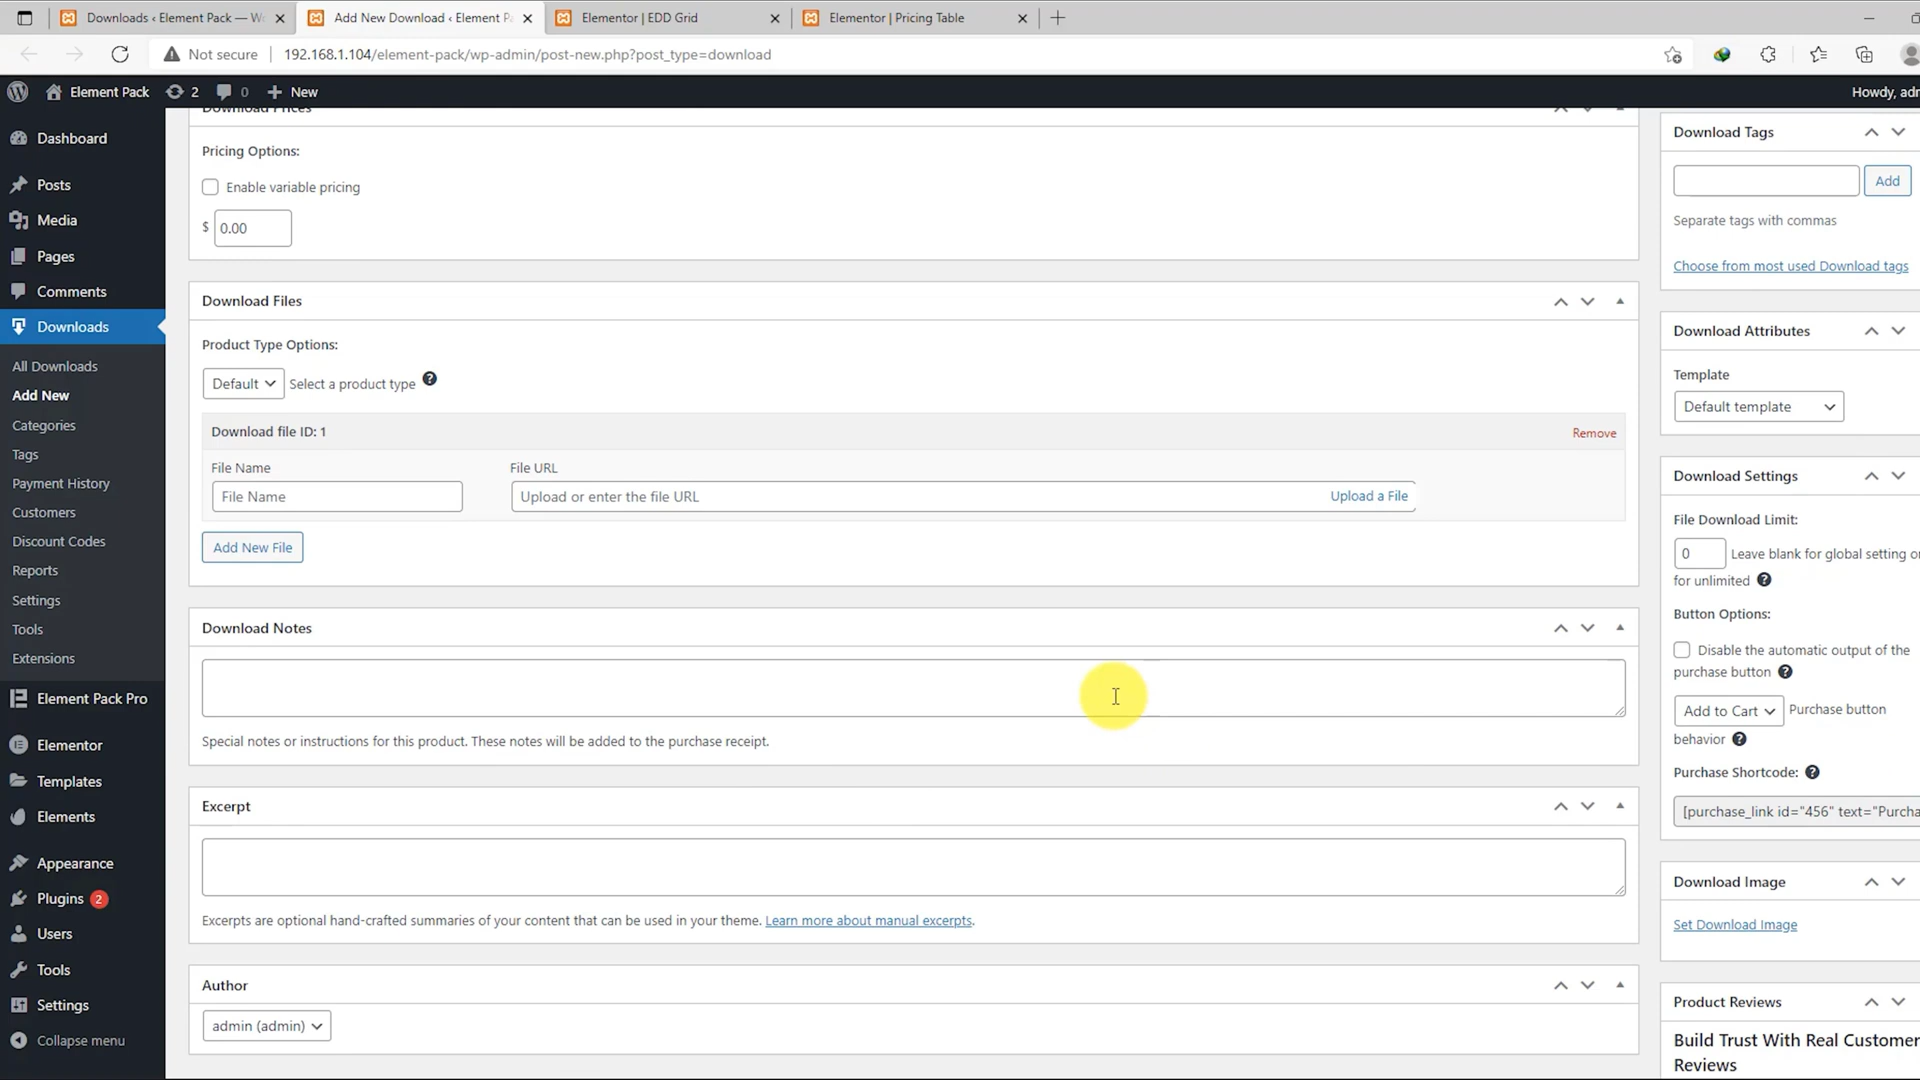 Downloads ‹ Element Pack — Wo
Add New Download ‹ Element P
Elementor | EDD Grid
Elementor | Pricing Table
Not secure
192.168.1.104/element-pack/wp-admin/post-new.php?post_type=download
Element Pack
2
0
New
Howdy, adm
Dashboard
Posts
Media
Pages
Comments
Downloads
All Downloads
Add New
Categories
Tags
Payment History
Customers
Discount Codes
Reports
Settings
Tools
Extensions
Element Pack Pro
Elementor
Templates
Elements
Appearance
Plugins 2
Users
Tools
Settings
Collapse menu
Download Prices
Pricing Options:
Enable variable pricing
$ 0.00
Download Files
Product Type Options:
Default Select a product type
Download file ID: 1
Remove
File Name
File URL
File Name
Upload or enter the file URL
Upload a File
Add New File
Download Notes
Special notes or instructions for this product. These notes will be added to the purchase receipt.
Excerpt
Excerpts are optional hand-crafted summaries of your content that can be used in your theme. Learn more about manual excerpts.
Author
admin (admin)
Download Tags
Add
Separate tags with commas
Choose from most used Download tags
Download Attributes
Template
Default template
Download Settings
File Download Limit:
0 Leave blank for global setting or
for unlimited
Button Options:
Disable the automatic output of the
purchase button
Add to Cart Purchase button
behavior
Purchase Shortcode:
[purchase_link id="456" text="Purcha
Download Image
Set Download Image
Product Reviews
Build Trust With Real Customer
Reviews